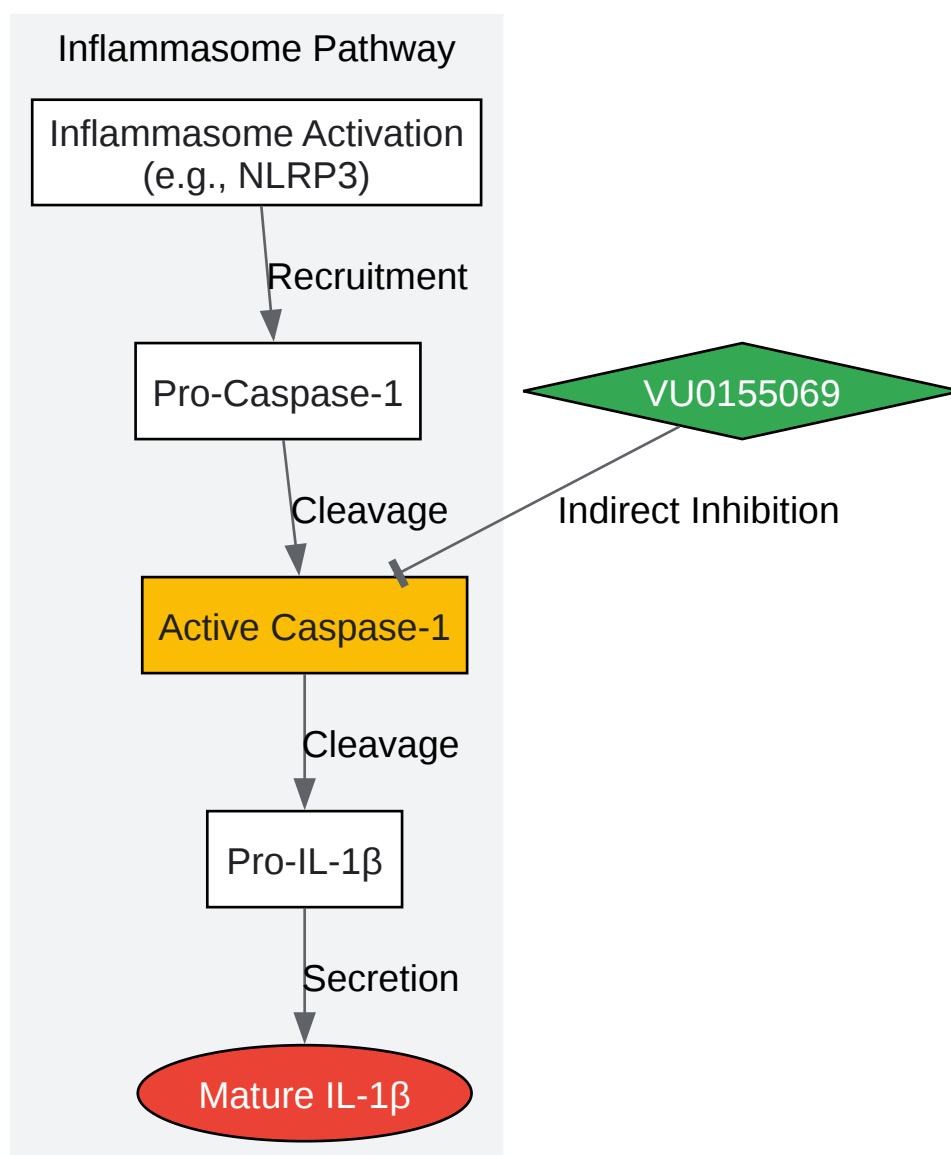 Inflammasome Pathway
Inflammasome Activation
(e.g., NLRP3)
Recruitment
Pro-Caspase-1
VU0155069
Cleavage
Indirect Inhibition
Active Caspase-1
Cleavage
Pro-IL-1β
Secretion
Mature IL-1β